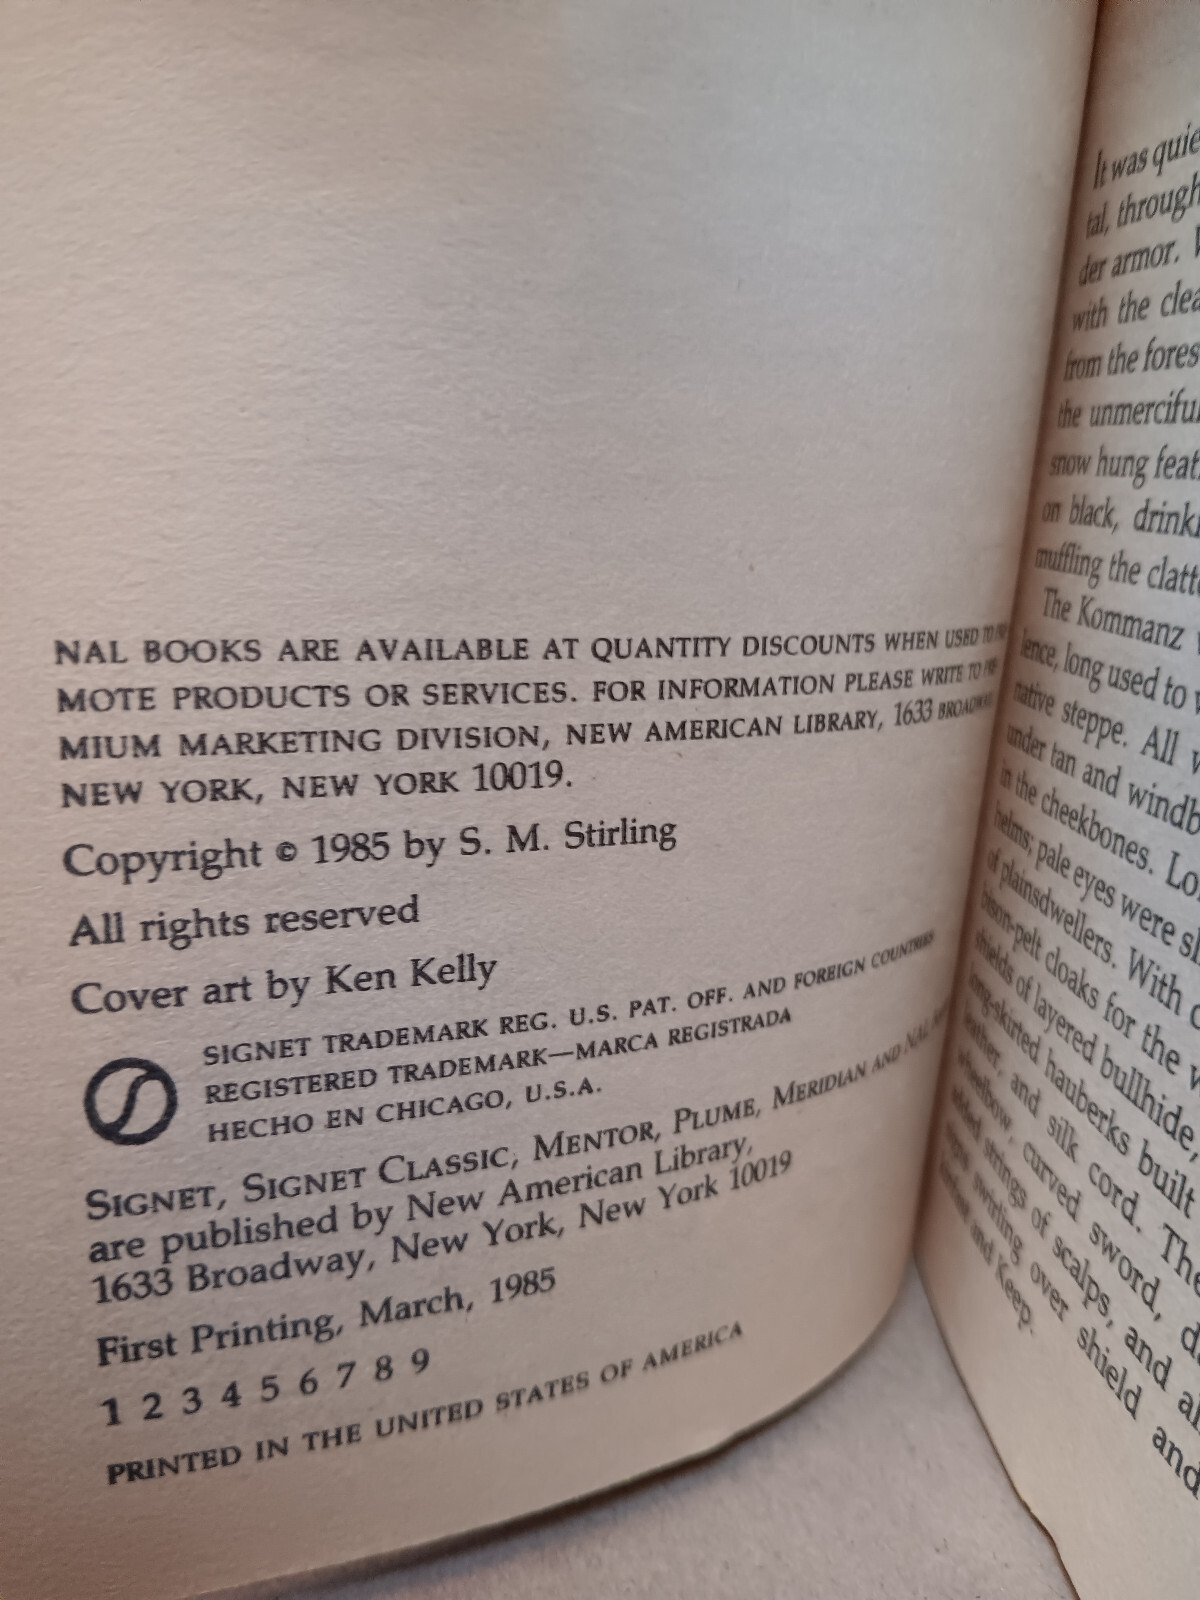 NAL BOOKS ARE AVAILABLE AT QUANTITY DISCOUNTS WHEN USED TO
MOTE PRODUCTS OR SERVICES. FOR INFORMATION PLEASE WRITE TO
MIUM MARKETING DIVISION, NEW AMERICAN LIBRARY, 1633 BROADWAY,
NEW YORK, NEW YORK 10019.
Copyright © 1985 by S. M. Stirling
All rights reserved
Cover art by Ken Kelly
SIGNET TRADEMARK REG. U.S. PAT. OFF. AND FOREIGN COUNTRIES
REGISTERED TRADEMARK—MARCA REGISTRADA
HECHO EN CHICAGO, U.S.A.
SIGNET, SIGNET CLASSIC, MENTOR, PLUME, MERIDIAN AND NAL
are published by New American Library,
1633 Broadway, New York, New York 10019
First Printing, March, 1985
1 2 3 4 5 6 7 8 9
PRINTED IN THE UNITED STATES OF AMERICA
It was quie
tal, through
der armor.
with the clea
from the fores
the unmerciful
snow hung feat
on black, drink
muffling the clatt
The Kommanz
lence, long used to
native steppe. All
under tan and windb
in the cheekbones. Lo
helms; pale eyes were sl
of plainsdwellers. With
bison-pelt cloaks for the
shields of layered bullhide,
long-skirted hauberks built
leather, and silk cord. The
wheelbow, curved sword, d
added strings of scalps, and al
signs swirling over shield and
and Keep.